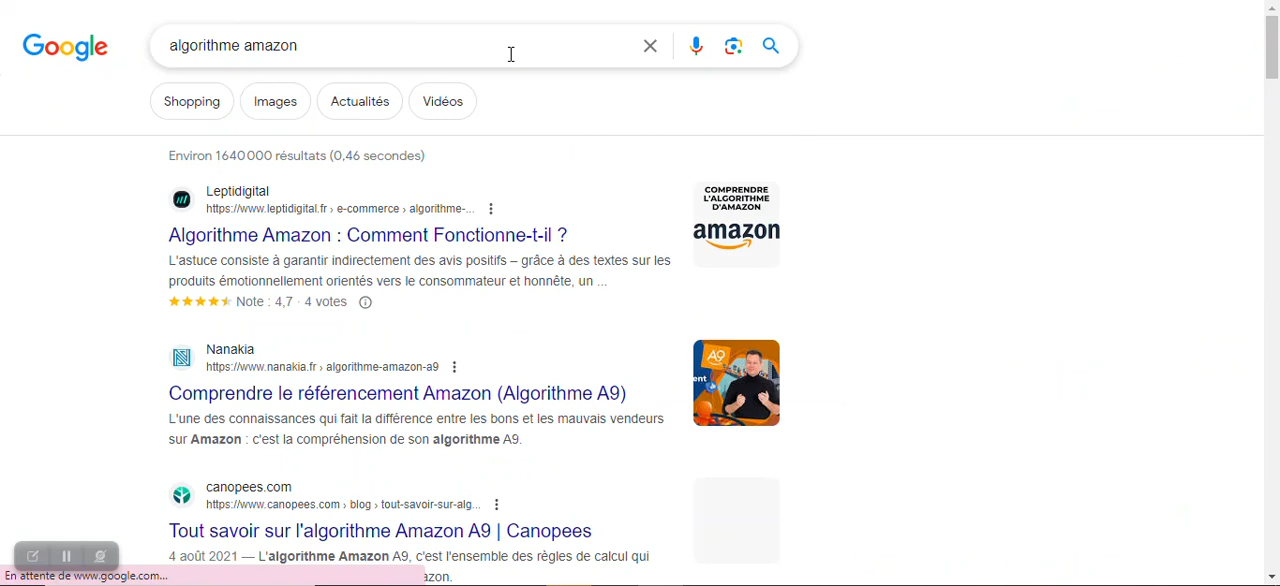 Google
algorithme amazon
Shopping
Images
Actualités
Vidéos
Environ 1 640 000 résultats (0,46 secondes)
Leptidigital
https://www.leptidigital.fr › e-commerce › algorithme-...
Algorithme Amazon : Comment Fonctionne-t-il ?
L'astuce consiste à garantir indirectement des avis positifs – grâce à des textes sur les
produits émotionnellement orientés vers le consommateur et honnête, un ...
Note : 4,7 · 4 votes
COMPRENDRE
L'ALGORITHME
D'AMAZON
amazon
Nanakia
https://www.nanakia.fr › algorithme-amazon-a9
Comprendre le référencement Amazon (Algorithme A9)
L'une des connaissances qui fait la différence entre les bons et les mauvais vendeurs
sur Amazon : c'est la compréhension de son algorithme A9.
A9
ent
canopees.com
https://www.canopees.com › blog › tout-savoir-sur-alg...
Tout savoir sur l'algorithme Amazon A9 | Canopees
4 août 2021 — L'algorithme Amazon A9, c'est l'ensemble des règles de calcul qui
azon.
En attente de www.google.com...